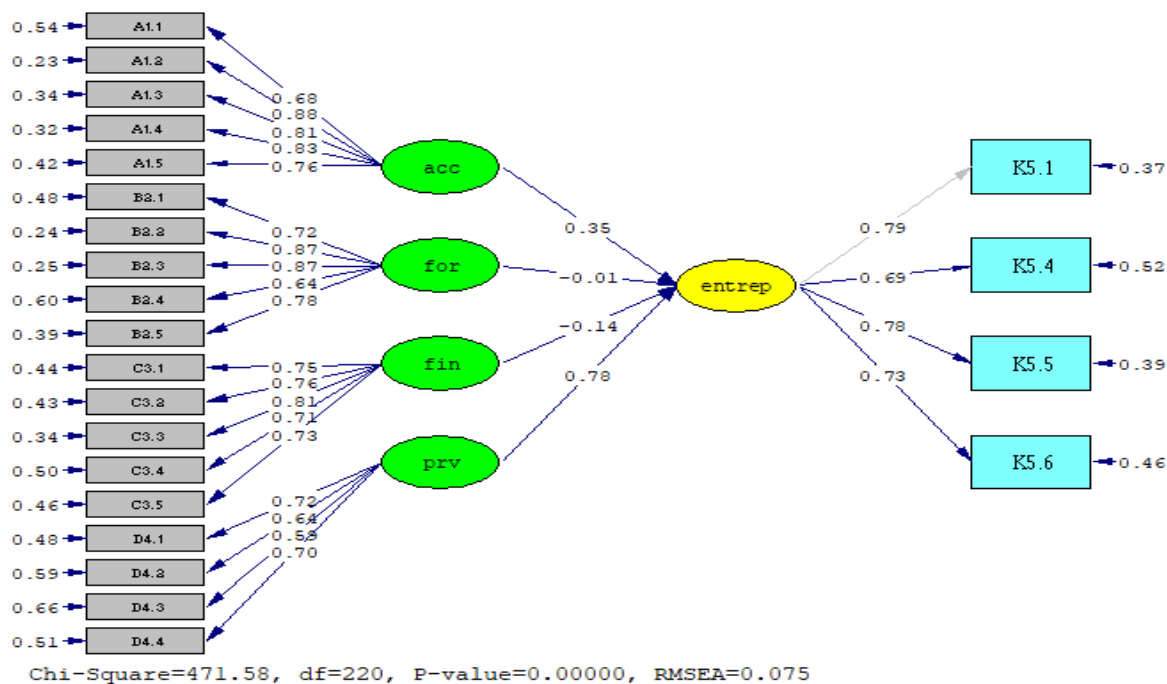 0.54 A1.1
0.23 A1.2
0.34 A1.3
0.32 A1.4
0.42 A1.5
0.48 B2.1
0.24 B2.2
0.25 B2.3
0.60 B2.4
0.39 B2.5
0.44 C3.1
0.43 C3.2
0.34 C3.3
0.50 C3.4
0.46 C3.5
0.48 D4.1
0.59 D4.2
0.66 D4.3
0.51 D4.4
0.68
0.88
0.81
0.83
0.76
0.72
0.87
0.87
0.64
0.78
0.75
0.76
0.81
0.71
0.73
0.72
0.64
0.59
0.70
acc
for
fin
prv
0.35
-0.01
-0.14
0.78
entrep
0.79
0.69
0.78
0.73
K5.1 0.37
K5.4 0.52
K5.5 0.39
K5.6 0.46
Chi-Square=471.58, df=220, P-value=0.00000, RMSEA=0.075